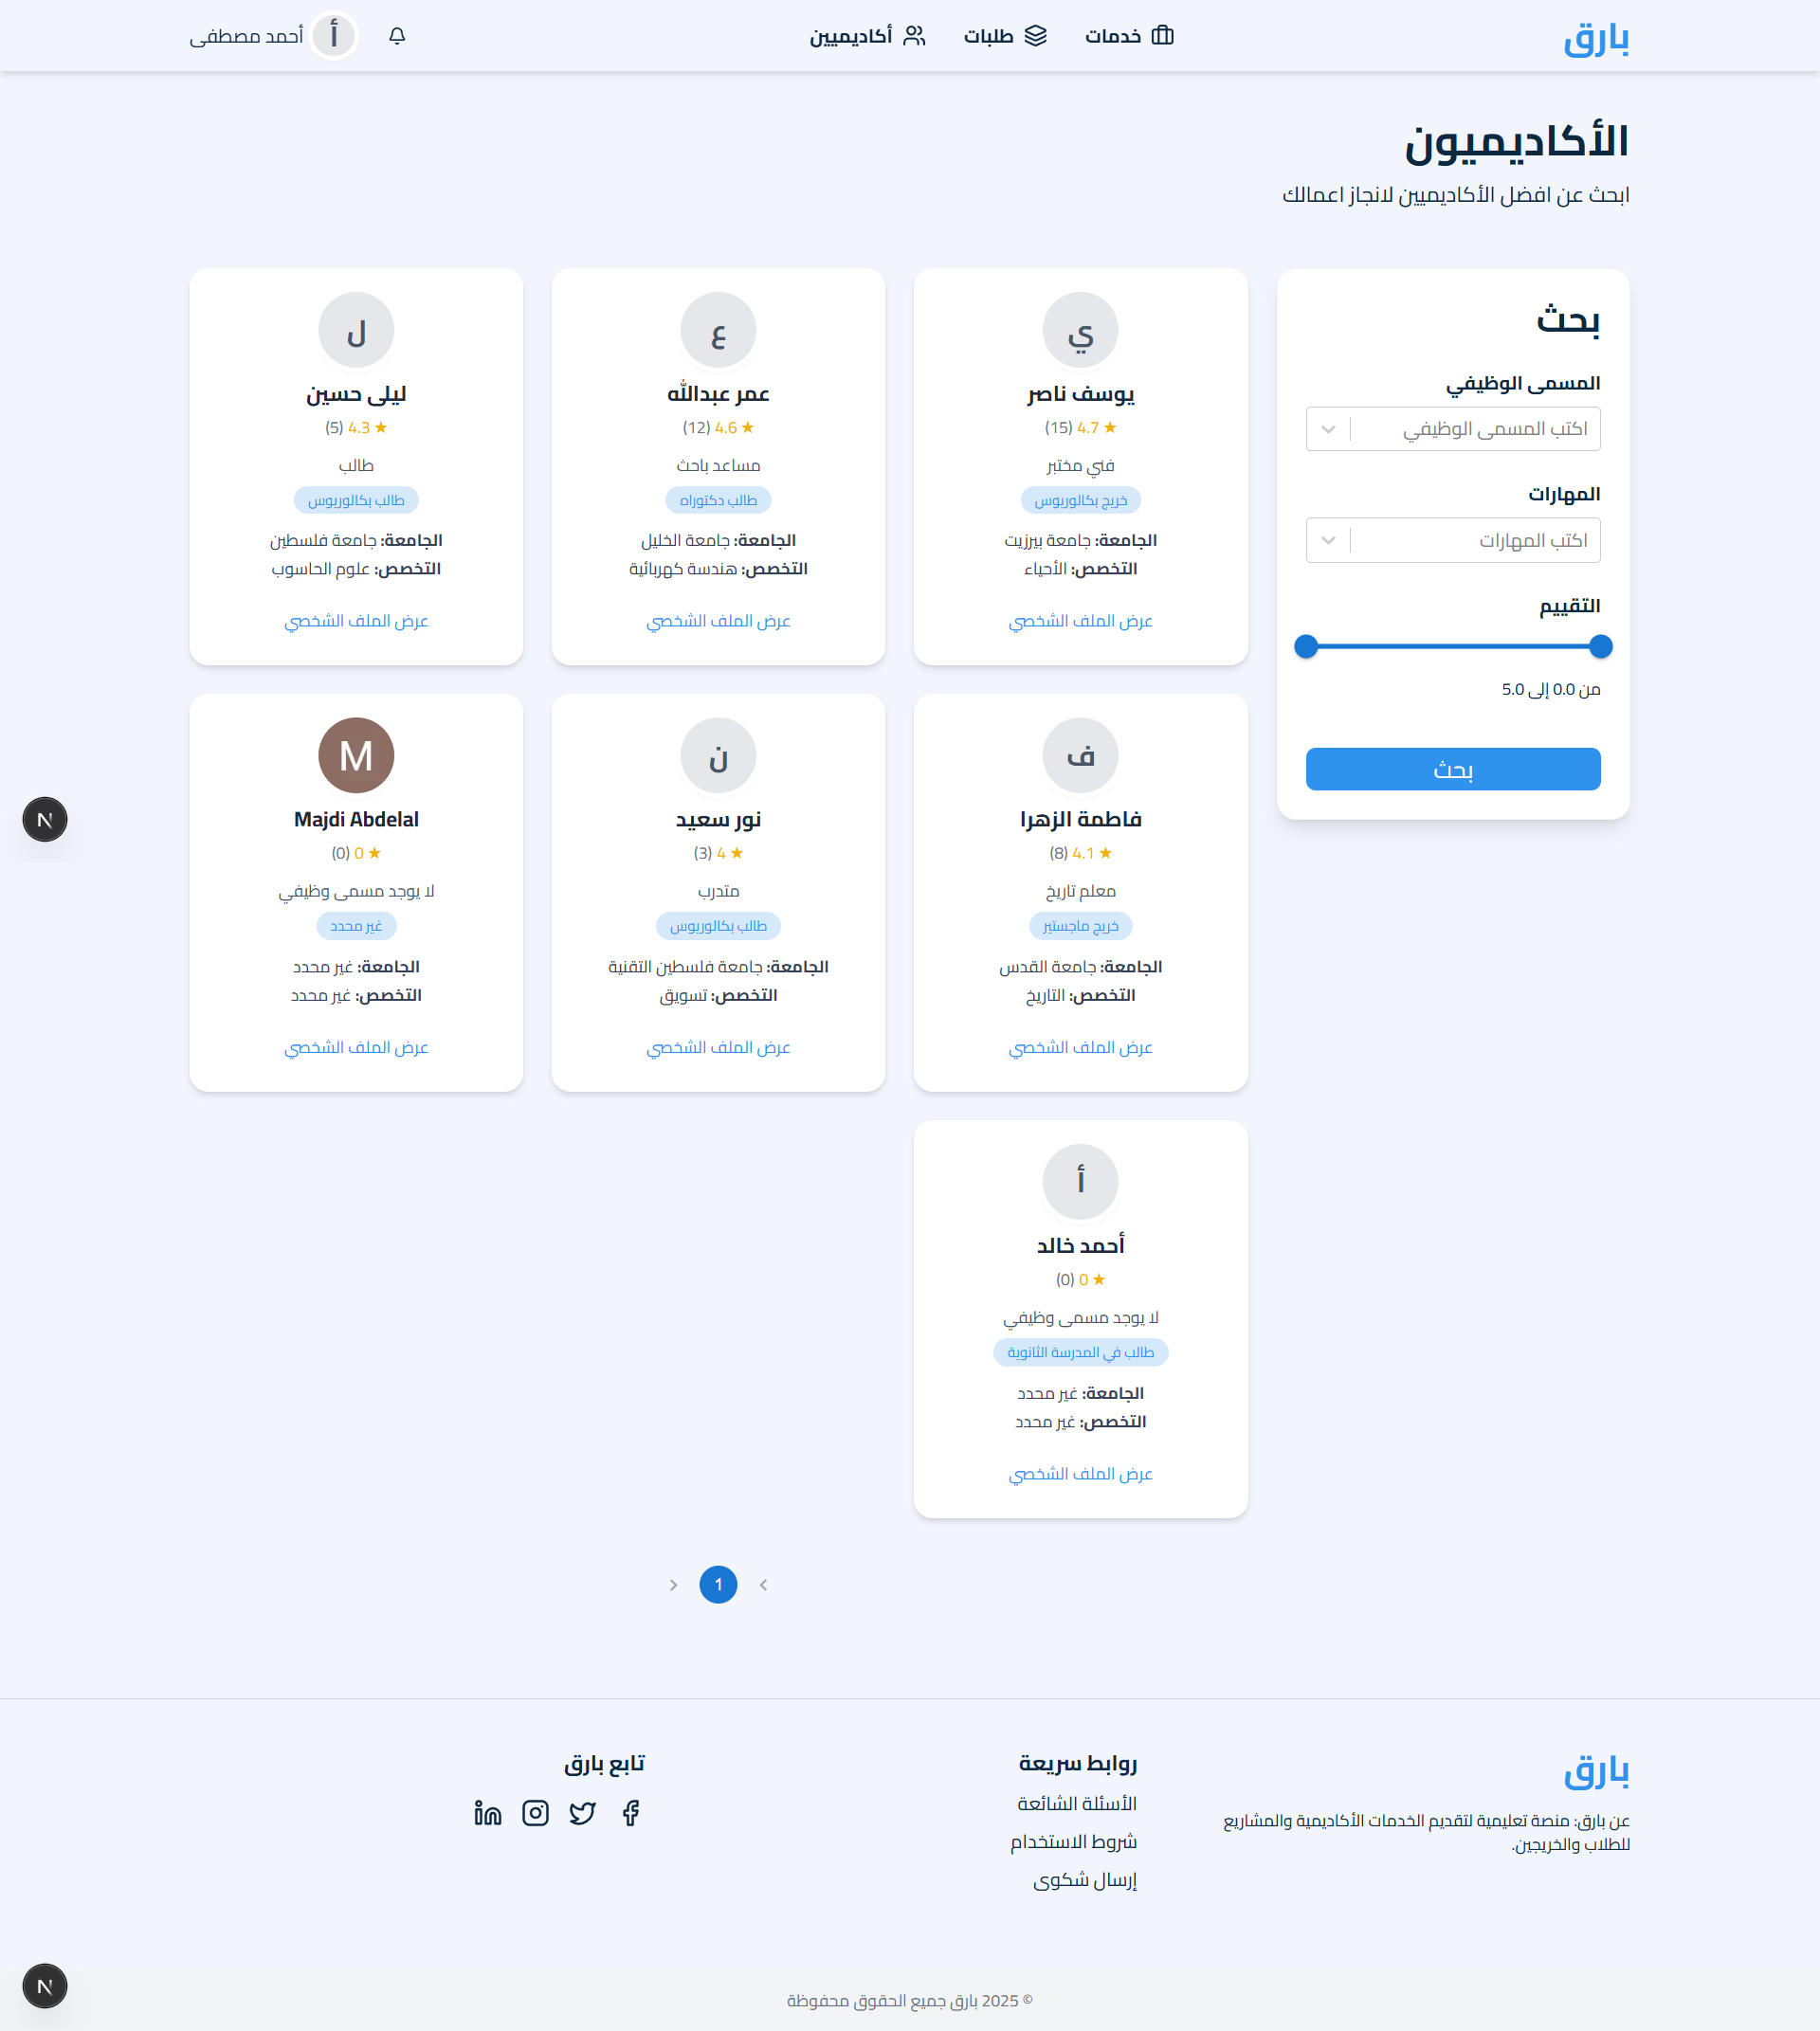 بارق
خدمات
طلبات
أكاديميين
أ
أحمد مصطفى
الأكاديميون
ابحث عن افضل الأكاديميين لانجاز اعمالك
بحث
المسمى الوظيفي
اكتب المسمى الوظيفي
المهارات
اكتب المهارات
التقييم
من 0.0 إلى 5.0
بحث
ي
يوسف ناصر
★ 4.7 (15)
فني مختبر
خريج بكالوريوس
الجامعة: جامعة بيرزيت
التخصص: الأحياء
عرض الملف الشخصي
ع
عمر عبدالله
★ 4.6 (12)
مساعد باحث
طالب دكتوراه
الجامعة: جامعة الخليل
التخصص: هندسة كهربائية
عرض الملف الشخصي
ل
ليلى حسين
★ 4.3 (5)
طالب
طالب بكالوريوس
الجامعة: جامعة فلسطين
التخصص: علوم الحاسوب
عرض الملف الشخصي
ف
فاطمة الزهرا
★ 4.1 (8)
معلم تاريخ
خريج ماجستير
الجامعة: جامعة القدس
التخصص: التاريخ
عرض الملف الشخصي
ن
نور سعيد
★ 4 (3)
متدرب
طالب بكالوريوس
الجامعة: جامعة فلسطين التقنية
التخصص: تسويق
عرض الملف الشخصي
M
Majdi Abdelal
★ 0 (0)
لا يوجد مسمى وظيفي
غير محدد
الجامعة: غير محدد
التخصص: غير محدد
عرض الملف الشخصي
N
أ
أحمد خالد
★ 0 (0)
لا يوجد مسمى وظيفي
طالب في المدرسة الثانوية
الجامعة: غير محدد
التخصص: غير محدد
عرض الملف الشخصي
1
بارق
عن بارق: منصة تعليمية لتقديم الخدمات الأكاديمية والمشاريع
للطلاب والخريجين.
روابط سريعة
الأسئلة الشائعة
شروط الاستخدام
إرسال شكوى
تابع بارق
N
© 2025 بارق جميع الحقوق محفوظة